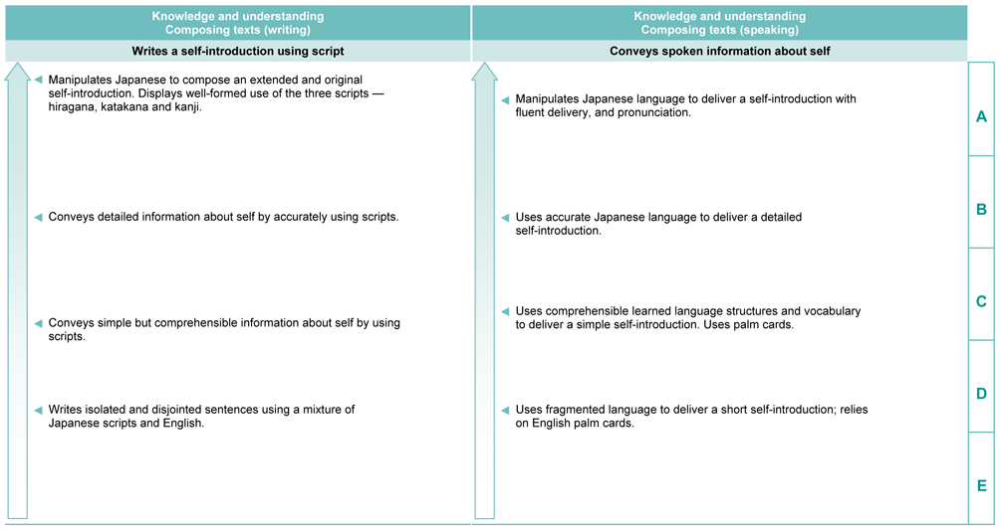 Knowledge and understanding
Composing texts (writing)
Writes a self-introduction using script
◄ Manipulates Japanese to compose an extended and original
self-introduction. Displays well-formed use of the three scripts —
hiragana, katakana and kanji.
◄ Conveys detailed information about self by accurately using scripts.
◄ Conveys simple but comprehensible information about self by using
scripts.
◄ Writes isolated and disjointed sentences using a mixture of
Japanese scripts and English.
Knowledge and understanding
Composing texts (speaking)
Conveys spoken information about self
◄ Manipulates Japanese language to deliver a self-introduction with
fluent delivery, and pronunciation.
◄ Uses accurate Japanese language to deliver a detailed
self-introduction.
◄ Uses comprehensible learned language structures and vocabulary
to deliver a simple self-introduction. Uses palm cards.
◄ Uses fragmented language to deliver a short self-introduction; relies
on English palm cards.
A
B
C
D
E